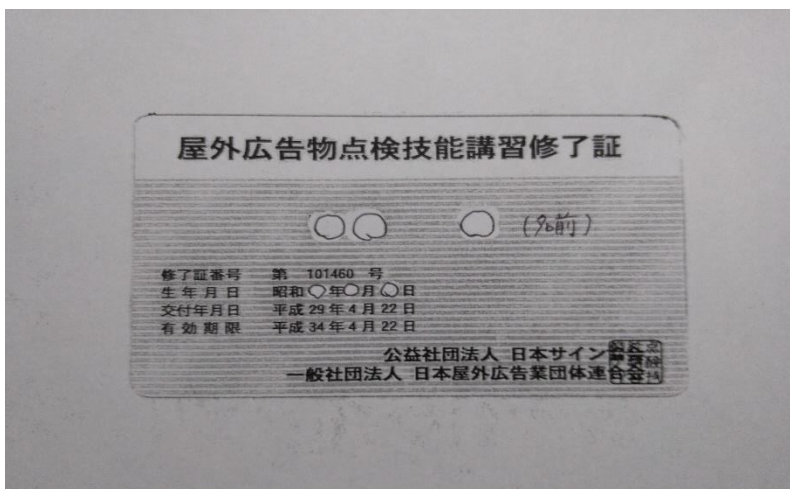 屋外広告物点検技能講習修了証
○○ ○ (名前)
修了証番号 第 101460 号
生年月日 昭和○年○月○日
交付年月日 平成 29 年 4 月 22 日
有効期限 平成 34 年 4 月 22 日
公益社団法人 日本サイン
一般社団法人 日本屋外広告業団体連合会